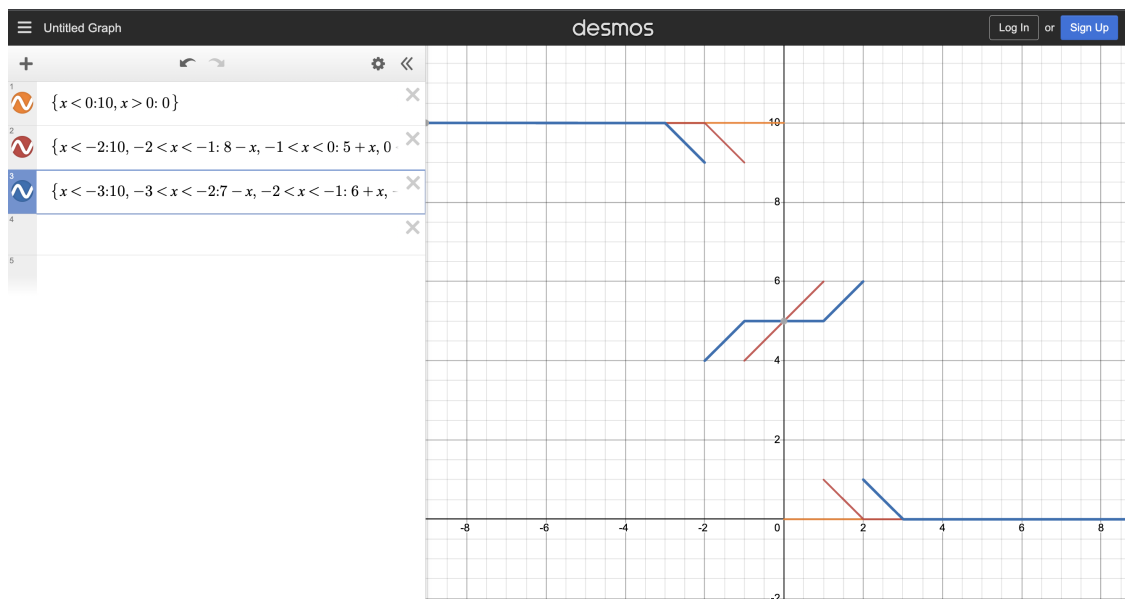 Untitled Graph
desmos
Log In or Sign Up
1
{x < 0:10, x > 0: 0}
2
{x < −2:10, −2 < x < −1: 8 − x, −1 < x < 0: 5 + x, 0
3
{x < −3:10, −3 < x < −2:7 − x, −2 < x < −1: 6 + x, -
4
5
10
8
6
4
2
-8 -6 -4 -2 0 2 4 6 8
-2